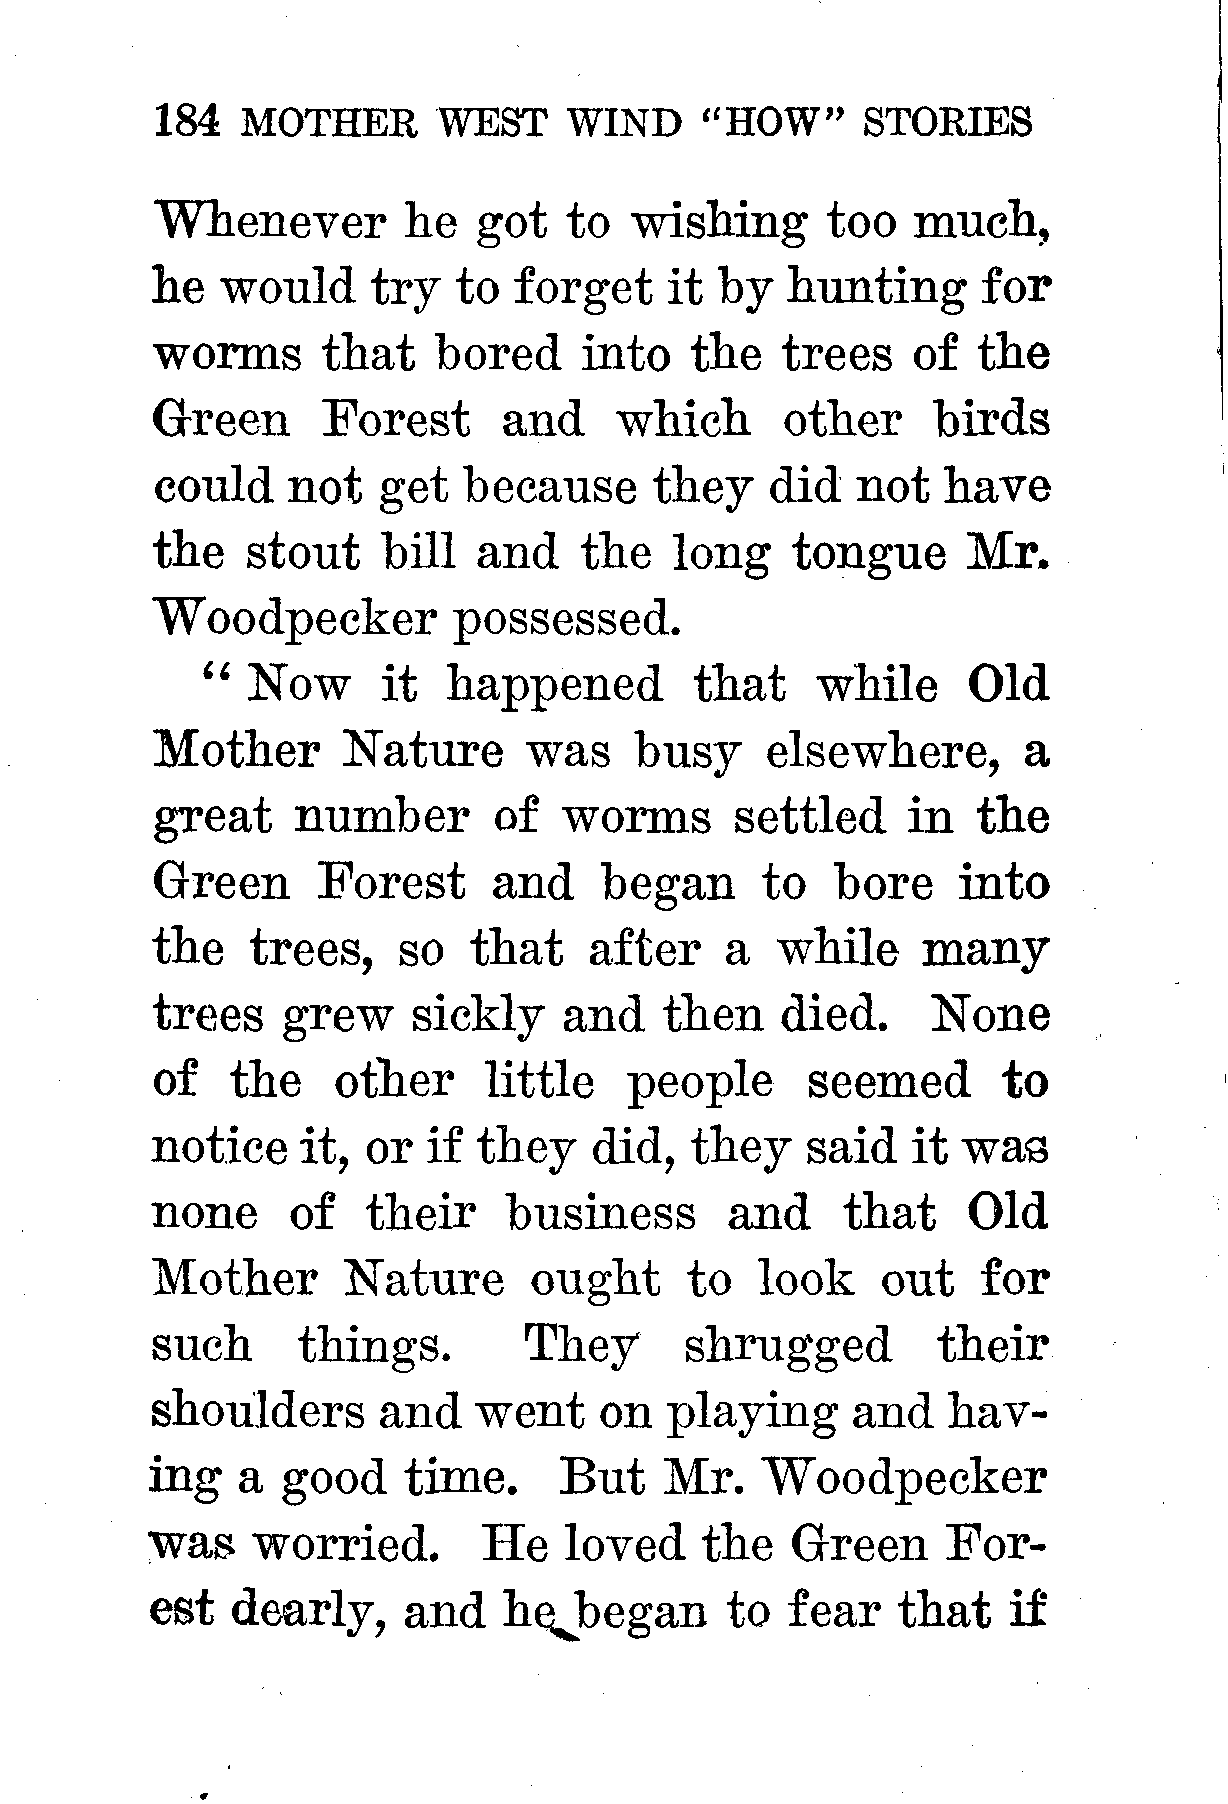 184 MOTHER WEST WIND "HOW" STORIES
Whenever he got to wishing too much,
he would try to forget it by hunting for
worms that bored into the trees of the
Green Forest and which other birds
could not get because they did not have
the stout bill and the long tongue Mr.
Woodpecker possessed.
" Now it happened that while Old
Mother Nature was busy elsewhere, a
great number of worms settled in the
Green Forest and began to bore into
the trees, so that after a while many
trees grew sickly and then died. None
of the other little people seemed to
notice it, or if they did, they said it was
none of their business and that Old
Mother Nature ought to look out for
such things. They shrugged their
shoulders and went on playing and hav-
ing a good time. But Mr. Woodpecker
was worried. He loved the Green For-
est dearly, and he began to fear that if